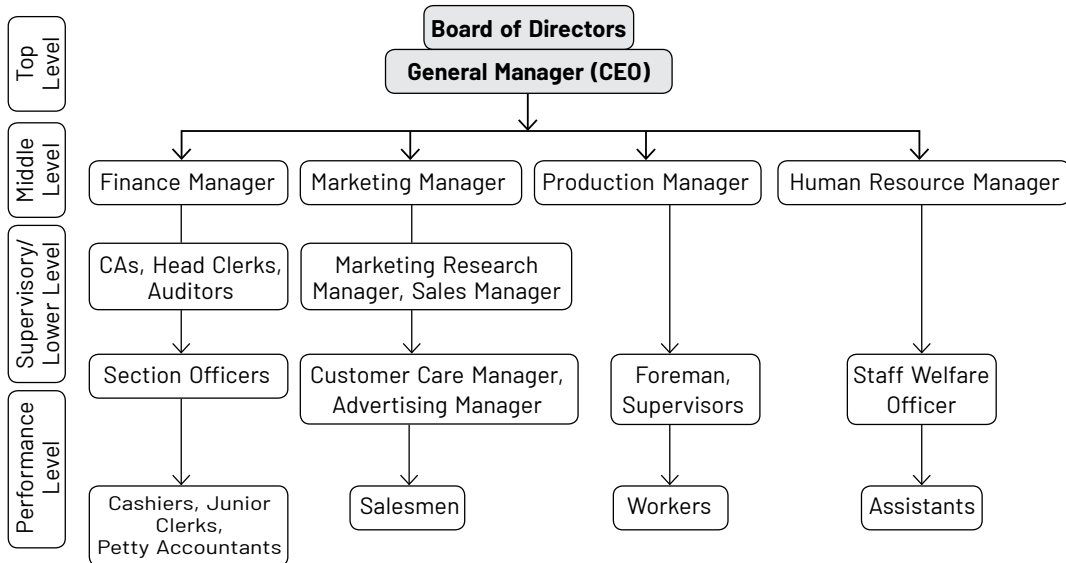 Board of Directors
General Manager (CEO)
Top
Level
Middle
Level
Finance Manager
Marketing Manager
Production Manager
Human Resource Manager
Supervisory/
Lower Level
CAs, Head Clerks,
Auditors
Marketing Research
Manager, Sales Manager
Section Officers
Customer Care Manager,
Advertising Manager
Foreman,
Supervisors
Staff Welfare
Officer
Performance
Level
Cashiers, Junior
Clerks,
Petty Accountants
Salesmen
Workers
Assistants